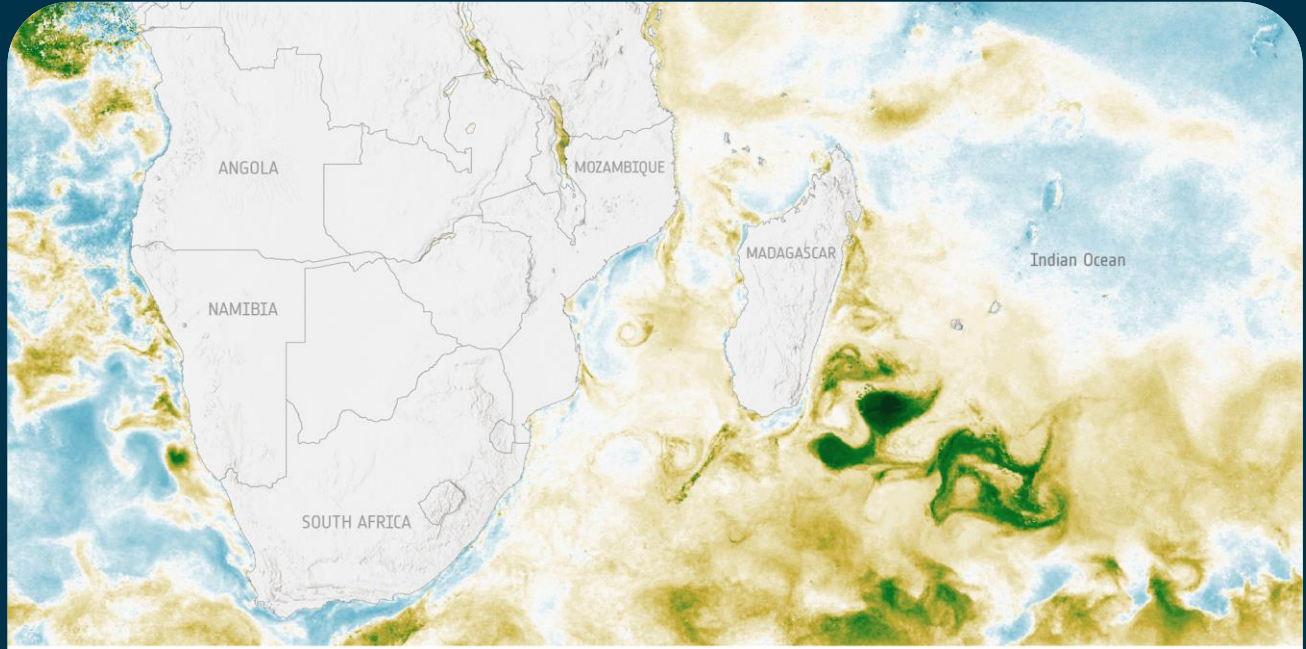 ANGOLA
MOZAMBIQUE
MADAGASCAR
Indian Ocean
NAMIBIA
SOUTH AFRICA